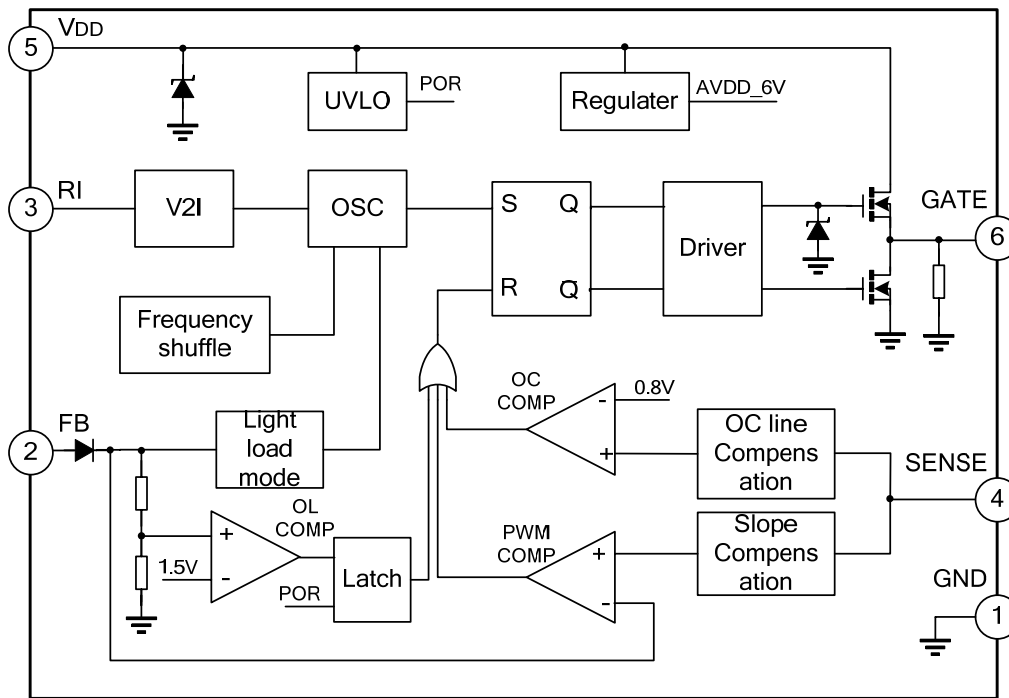 5
VDD
UVLO
POR
Regulater
AVDD_6V
3
RI
V2I
OSC
S
Q
R
Q
Driver
GATE
6
Frequency
shuffle
2
FB
Light
load
mode
OC
COMP
-
+
0.8V
OC line
Compens
ation
SENSE
4
OL
COMP
+
-
1.5V
POR
Latch
PWM
COMP
+
-
Slope
Compens
ation
GND
1